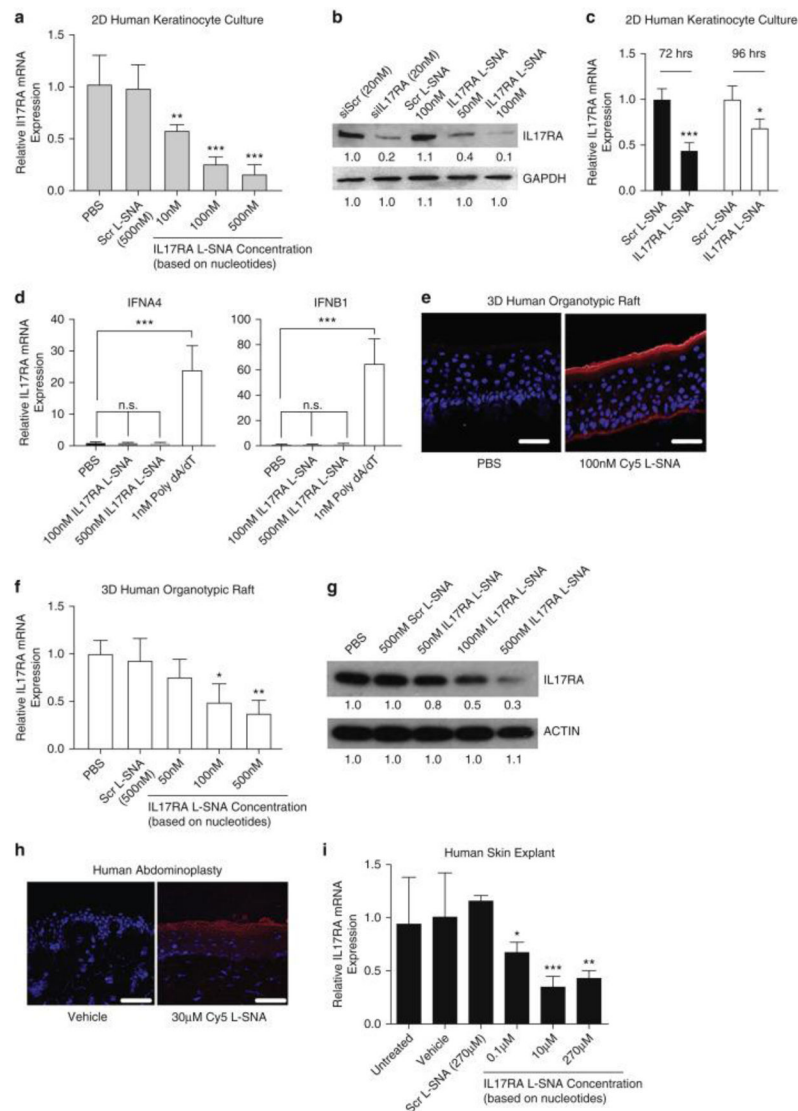 a
2D Human Keratinocyte Culture
Relative Il17RA mRNA
Expression
1.5
1.0
0.5
0.0
**
***
***
PBS
Scr L-SNA
(500nM)
10nM
100nM
500nM
IL17RA L-SNA Concentration
(based on nucleotides)
b
siScr (20nM)
siIL17RA (20nM)
Scr L-SNA
100nM
IL17RA L-SNA
50nM
IL17RA L-SNA
100nM
IL17RA
1.0 0.2 1.1 0.4 0.1
GAPDH
1.0 1.0 1.1 1.0 1.0
c
2D Human Keratinocyte Culture
72 hrs
96 hrs
Relative IL17RA mRNA
Expression
1.5
1.0
0.5
0.0
***
*
Scr L-SNA
IL17RA L-SNA
Scr L-SNA
IL17RA L-SNA
d
IFNA4
Relative IL17RA mRNA
Expression
40
30
20
10
0
***
n.s.
PBS
100nM IL17RA L-SNA
500nM IL17RA L-SNA
1nM Poly dA/dT
IFNB1
100
80
60
40
20
0
***
n.s.
PBS
100nM IL17RA L-SNA
500nM IL17RA L-SNA
1nM Poly dA/dT
e
3D Human Organotypic Raft
PBS
100nM Cy5 L-SNA
f
3D Human Organotypic Raft
Relative IL17RA mRNA
Expression
1.5
1.0
0.5
0.0
*
**
PBS
Scr L-SNA
(500nM)
50nM
100nM
500nM
IL17RA L-SNA Concentration
(based on nucleotides)
g
PBS
500nM Scr L-SNA
50nM IL17RA L-SNA
100nM IL17RA L-SNA
500nM IL17RA L-SNA
IL17RA
1.0 1.0 0.8 0.5 0.3
ACTIN
1.0 1.0 1.0 1.0 1.1
h
Human Abdominoplasty
Vehicle
30μM Cy5 L-SNA
i
Human Skin Explant
Relative IL17RA mRNA
Expression
1.5
1.0
0.5
0.0
*
***
**
Untreated
Vehicle
Scr L-SNA (270μM)
0.1μM
10μM
270μM
IL17RA L-SNA Concentration
(based on nucleotides)